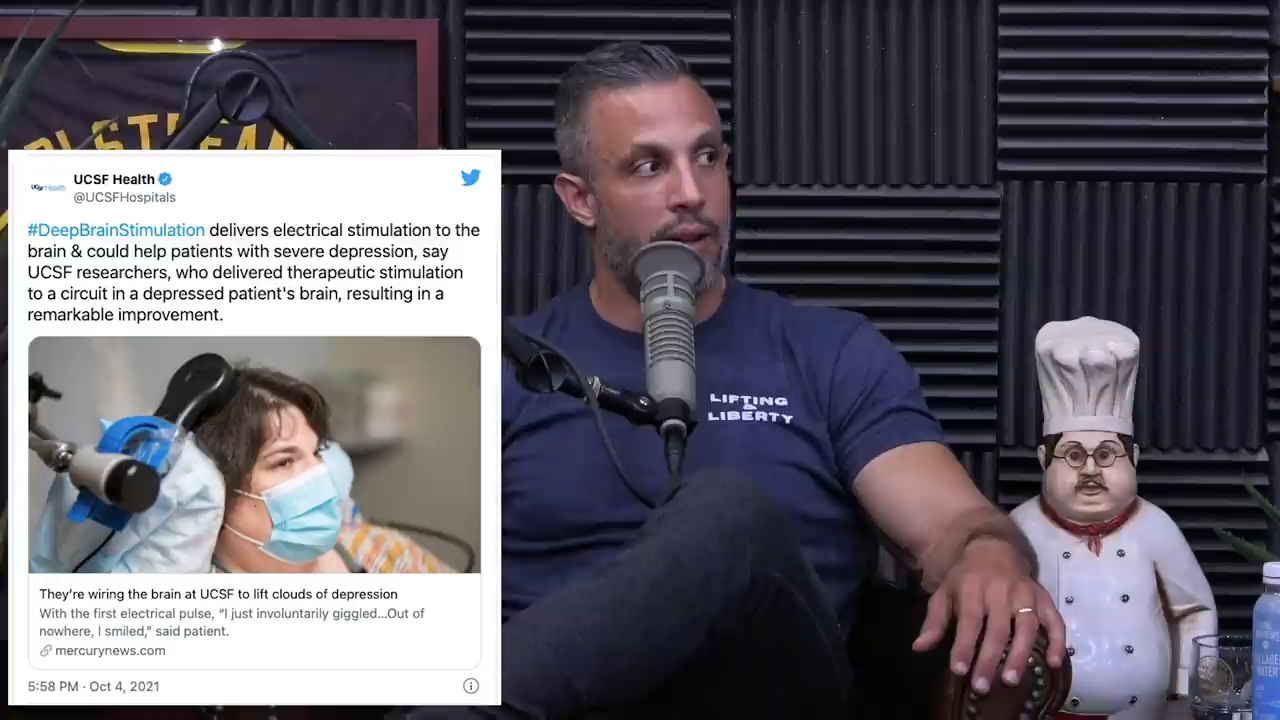 UCSF Health
@UCSFHospitals
#DeepBrainStimulation delivers electrical stimulation to the
brain & could help patients with severe depression, say
UCSF researchers, who delivered therapeutic stimulation
to a circuit in a depressed patient's brain, resulting in a
remarkable improvement.
They're wiring the brain at UCSF to lift clouds of depression
With the first electrical pulse, “I just involuntarily giggled...Out of
nowhere, I smiled,” said patient.
mercurynews.com
5:58 PM · Oct 4, 2021
LIFTING
&
LIBERTY